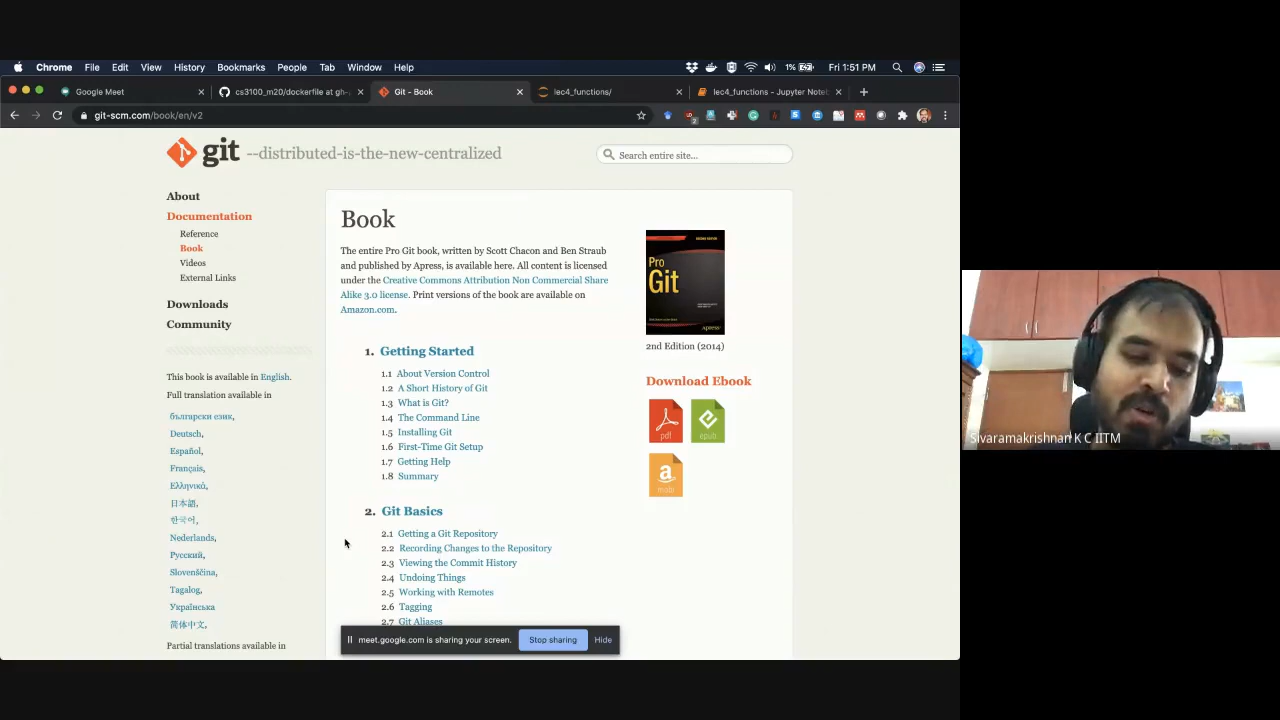 Chrome File Edit View History Bookmarks People Tab Window Help 1% Fri 1:51 PM
Google Meet
cs3100_m20/dockerfile at gh-
Git - Book
lec4_functions/
lec4_functions - Jupyter Note
git-scm.com/book/en/v2
git --distributed-is-the-new-centralized
Search entire site...
About
Documentation
Reference
Book
Videos
External Links
Downloads
Community
This book is available in English.
Full translation available in
български език,
Deutsch,
Español,
Français,
Ελληνικά,
日本語,
한국어,
Nederlands,
Русский,
Slovenščina,
Tagalog,
Українська
简体中文,
Partial translations available in
Book
The entire Pro Git book, written by Scott Chacon and Ben Straub
and published by Apress, is available here. All content is licensed
under the Creative Commons Attribution Non Commercial Share
Alike 3.0 license. Print versions of the book are available on
Amazon.com.
1. Getting Started
1.1 About Version Control
1.2 A Short History of Git
1.3 What is Git?
1.4 The Command Line
1.5 Installing Git
1.6 First-Time Git Setup
1.7 Getting Help
1.8 Summary
2. Git Basics
2.1 Getting a Git Repository
2.2 Recording Changes to the Repository
2.3 Viewing the Commit History
2.4 Undoing Things
2.5 Working with Remotes
2.6 Tagging
2.7 Git Aliases
Pro
Git
Apress
2nd Edition (2014)
Download Ebook
pdf
epub
mobi
meet.google.com is sharing your screen. Stop sharing Hide
Sivaramakrishnan K C IITM